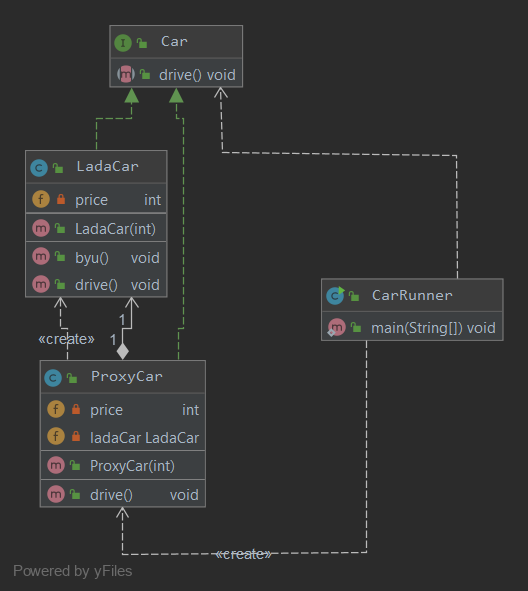 Car
drive() void
LadaCar
price int
LadaCar(int)
byu() void
drive() void
CarRunner
main(String[]) void
1
«create»
1
ProxyCar
price int
ladaCar LadaCar
ProxyCar(int)
drive() void
«create»
Powered by yFiles